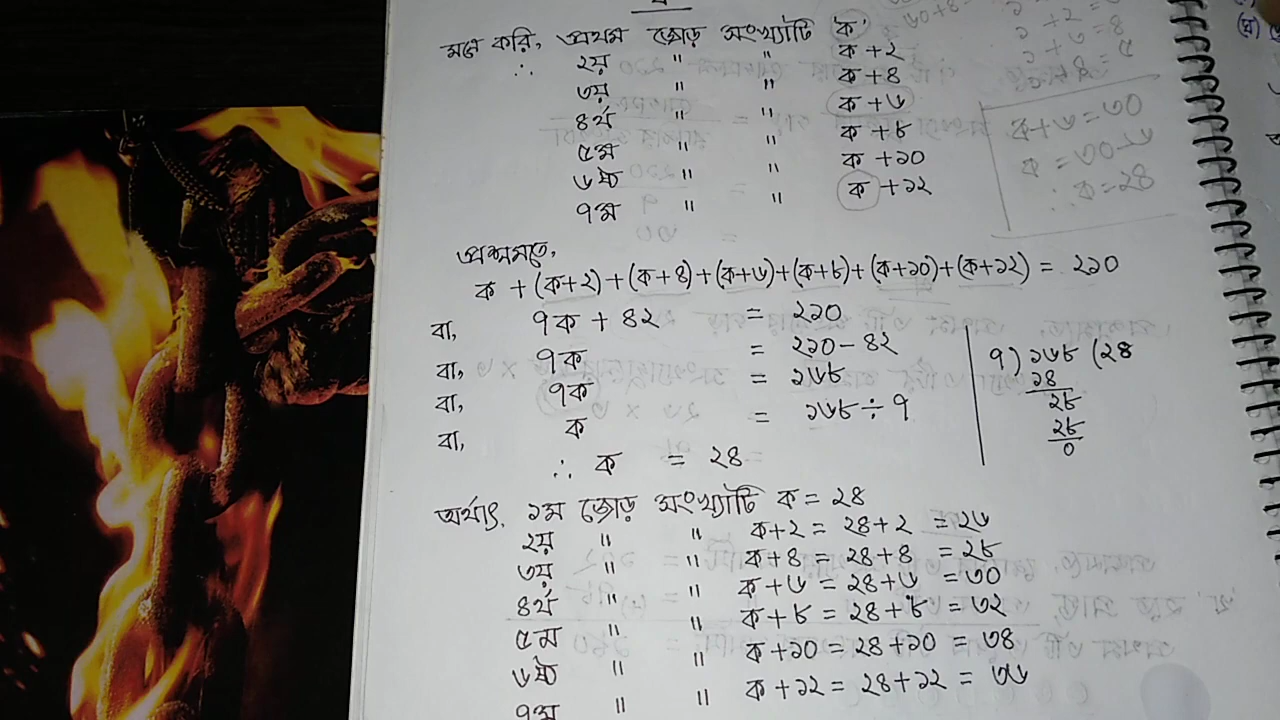 মনে করি, প্রথম জোড় সংখ্যাটি 'ক'
∴ ২য় " " ক + ২
৩য় " " ক + ৪
৪র্থ " " ক + ৬
৫ম " " ক + ৮
৬ষ্ঠ " " ক + ১০
৭ম " " ক + ১২
ক + ৬ = ৩০
ক = ৩০-৬
∴ ক = ২৪
প্রশ্নমতে,
ক + (ক+২) + (ক+৪) + (ক+৬) + (ক+৮) + (ক+১০) + (ক+১২) = ২১০
বা, ৭ক + ৪২ = ২১০
বা, ৭ক = ২১০ - ৪২
বা, ৭ক = ১৬৮
বা, ক = ১৬৮ ÷ ৭
∴ ক = ২৪
৭) ১৬৮ (২৪
১৪
২৮
২৮
০
অর্থাৎ, ১ম জোড় সংখ্যাটি ক = ২৪
২য় " " ক+২ = ২৪+২ = ২৬
৩য় " " ক+৪ = ২৪+৪ = ২৮
৪র্থ " " ক+৬ = ২৪+৬ = ৩০
৫ম " " ক+৮ = ২৪+৮ = ৩২
৬ষ্ঠ " " ক+১০ = ২৪+১০ = ৩৪
৭ম " " ক+১২ = ২৪+১২ = ৩৬